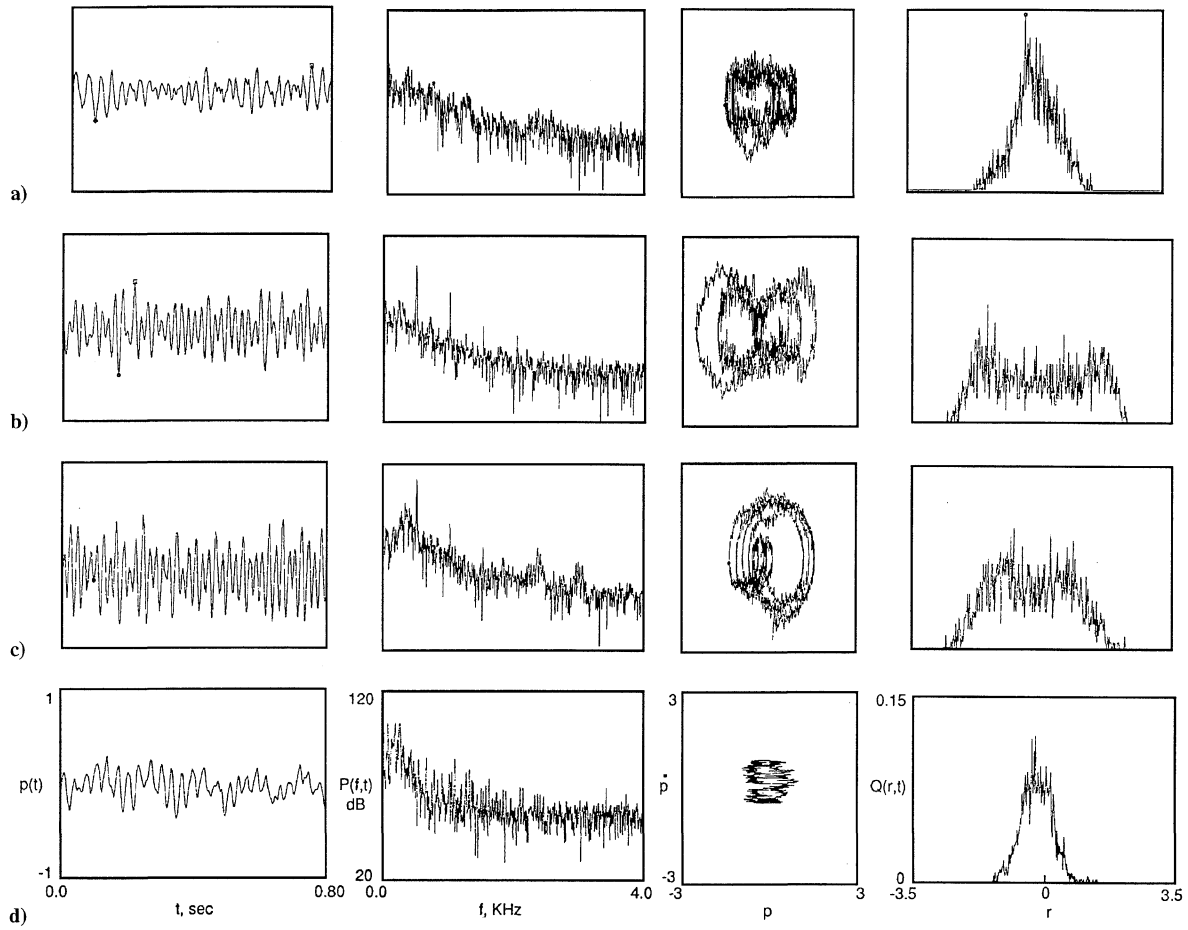 a)
b)
c)
1
p(t)
-1
0.0
0.80
t, sec
120
P(f,t)
dB
20
0.0
4.0
f, KHz
3
ṗ
-3
-3
3
p
0.15
Q(r,t)
0
-3.5
0
3.5
r
d)